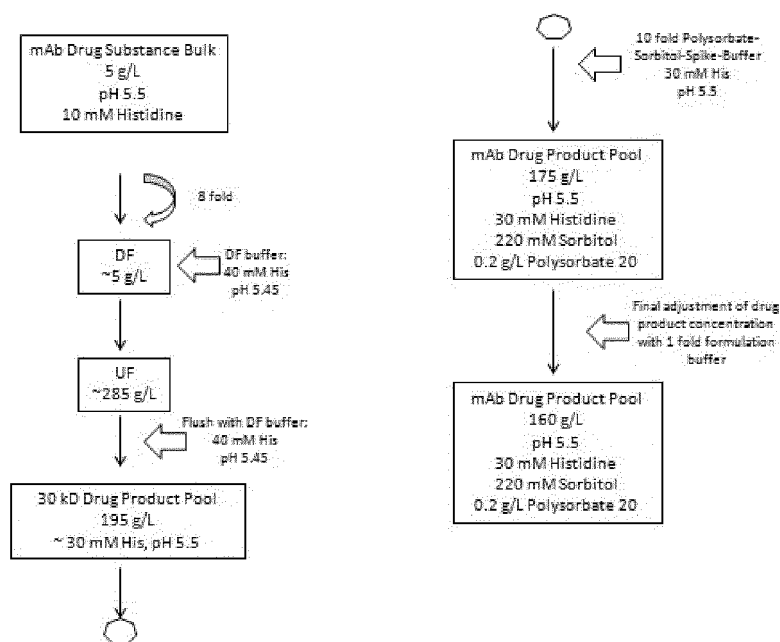 mAb Drug Substance Bulk
5 g/L
pH 5.5
10 mM Histidine
8 fold
DF
~5 g/L
DF buffer:
40 mM His
pH 5.45
UF
~285 g/L
Flush with DF buffer:
40 mM His
pH 5.45
30 kD Drug Product Pool
195 g/L
~ 30 mM His, pH 5.5
10 fold Polysorbate-
Sorbitol-Spike-Buffer
30 mM His
pH 5.5
mAb Drug Product Pool
175 g/L
pH 5.5
30 mM Histidine
220 mM Sorbitol
0.2 g/L Polysorbate 20
Final adjustment of drug
product concentration
with 1 fold formulation
buffer
mAb Drug Product Pool
160 g/L
pH 5.5
30 mM Histidine
220 mM Sorbitol
0.2 g/L Polysorbate 20